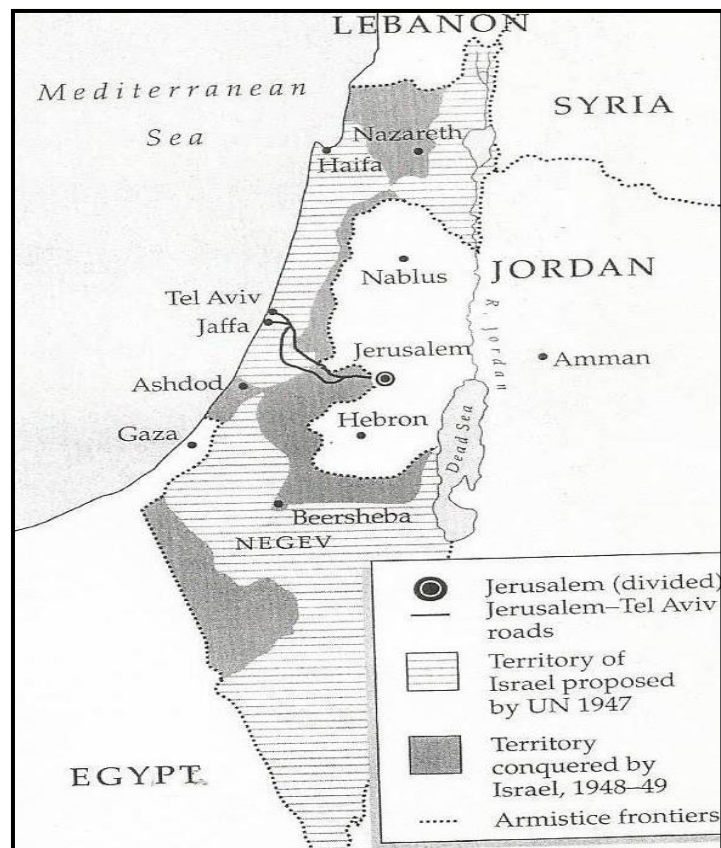 LEBANON
Mediterranean
Sea
SYRIA
Nazareth
Haifa
Nablus
JORDAN
Tel Aviv
Jaffa
R. Jordan
Jerusalem
Amman
Ashdod
Hebron
Gaza
Dead Sea
Beersheba
NEGEV
EGYPT
Jerusalem (divided)
Jerusalem–Tel Aviv
roads
Territory of
Israel proposed
by UN 1947
Territory
conquered by
Israel, 1948–49
Armistice frontiers